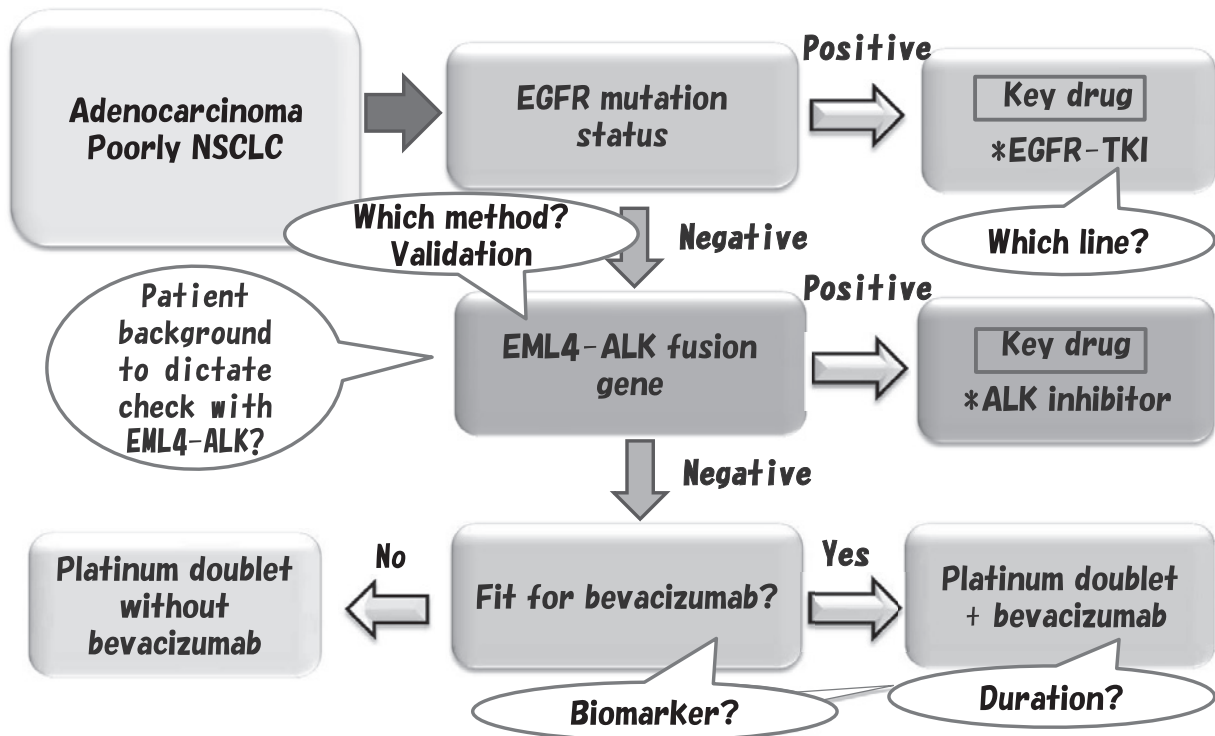 Adenocarcinoma
Poorly NSCLC
EGFR mutation
status
Positive
Key drug
*EGFR-TKI
Which line?
Which method?
Validation
Negative
Patient
background
to dictate
check with
EML4-ALK?
EML4-ALK fusion
gene
Positive
Key drug
*ALK inhibitor
Negative
Platinum doublet
without
bevacizumab
No
Fit for bevacizumab?
Yes
Platinum doublet
+ bevacizumab
Biomarker?
Duration?